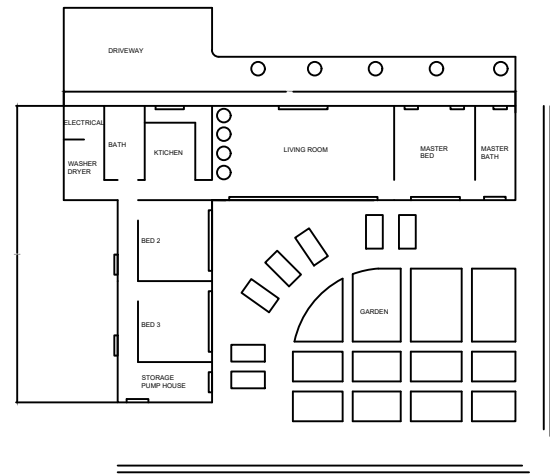 DRIVEWAY
ELECTRICAL
BATH
KTICHEN
LIVING ROOM
MASTER
BED
MASTER
BATH
WASHER
DRYER
BED 2
GARDEN
BED 3
STORAGE
PUMP HOUSE